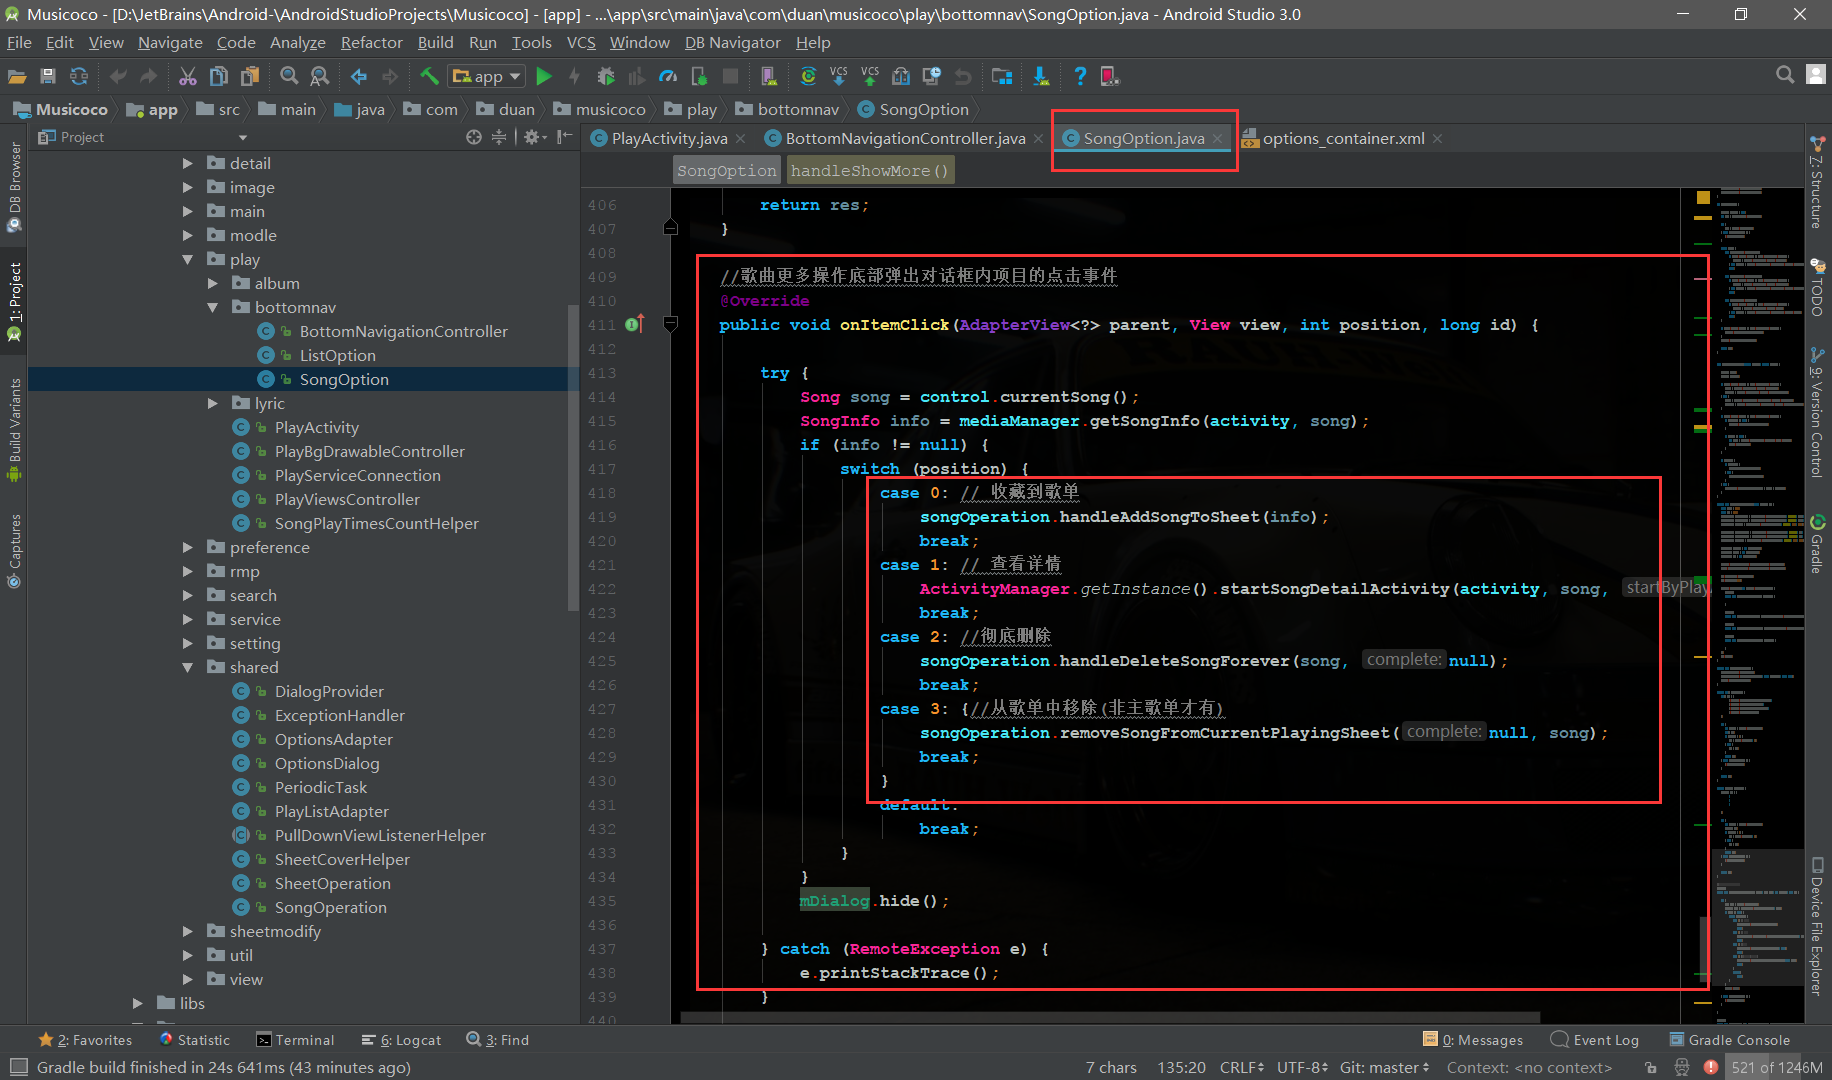 Musicoco - [D:\JetBrains\Android-\AndroidStudioProjects\Musicoco] - [app] - ...\app\src\main\java\com\duan\musicoco\play\bottomnav\SongOption.java - Android Studio 3.0
File Edit View Navigate Code Analyze Refactor Build Run Tools VCS Window DB Navigator Help
app VCS VCS
Musicoco app src main java com duan musicoco play bottomnav SongOption
Project
PlayActivity.java BottomNavigationController.java SongOption.java options_container.xml
SongOption handleShowMore()
DB Browser
1: Project
Build Variants
Captures
detail
image
main
modle
play
album
bottomnav
BottomNavigationController
ListOption
SongOption
lyric
PlayActivity
PlayBgDrawableController
PlayServiceConnection
PlayViewsController
SongPlayTimesCountHelper
preference
rmp
search
service
setting
shared
DialogProvider
ExceptionHandler
OptionsAdapter
OptionsDialog
PeriodicTask
PlayListAdapter
PullDownViewListenerHelper
SheetCoverHelper
SheetOperation
SongOperation
sheetmodify
util
view
libs
406 return res;
407 }
408
409 //歌曲更多操作底部弹出对话框内项目的点击事件
410 @Override
411 public void onItemClick(AdapterView<?> parent, View view, int position, long id) {
412
413 try {
414 Song song = control.currentSong();
415 SongInfo info = mediaManager.getSongInfo(activity, song);
416 if (info != null) {
417 switch (position) {
418 case 0: // 收藏到歌单
419 songOperation.handleAddSongToSheet(info);
420 break;
421 case 1: // 查看详情
422 ActivityManager.getInstance().startSongDetailActivity(activity, song, startByPlay
423 break;
424 case 2: //彻底删除
425 songOperation.handleDeleteSongForever(song, complete: null);
426 break;
427 case 3: {//从歌单中移除(非主歌单才有)
428 songOperation.removeSongFromCurrentPlayingSheet( complete: null, song);
429 break;
430 }
431 default:
432 break;
433 }
434 }
435 mDialog.hide();
436
437 } catch (RemoteException e) {
438 e.printStackTrace();
439 }
440
Z: Structure
TODO
9: Version Control
Gradle
Device File Explorer
2: Favorites Statistic Terminal 6: Logcat 3: Find 0: Messages Event Log Gradle Console
Gradle build finished in 24s 641ms (43 minutes ago) 7 chars 135:20 CRLF UTF-8 Git: master Context: <no context> 521 of 1246M